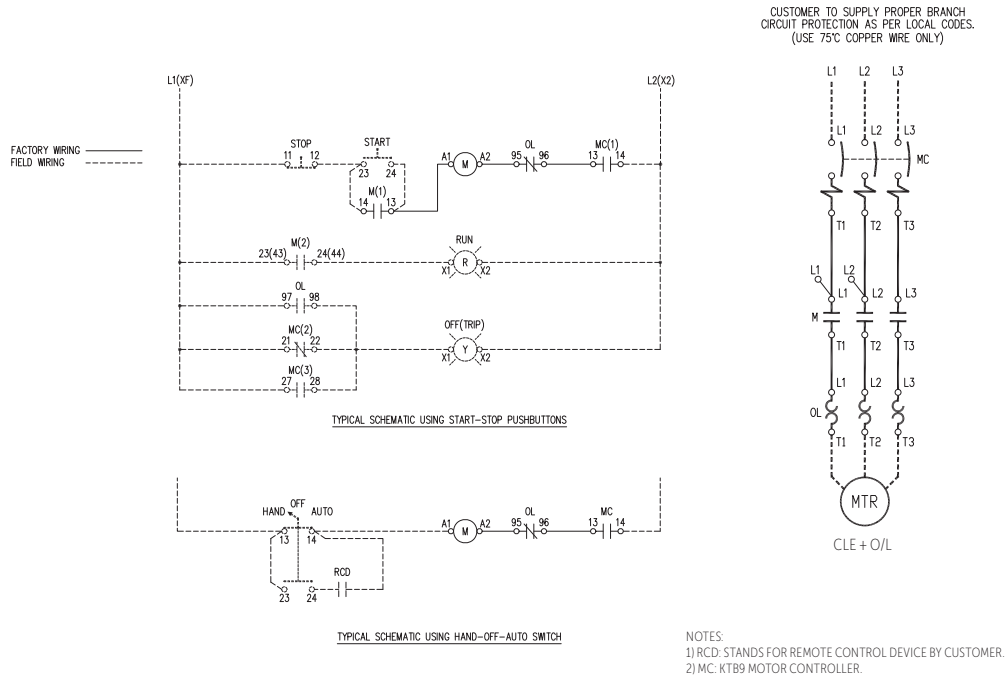 CUSTOMER TO SUPPLY PROPER BRANCH
CIRCUIT PROTECTION AS PER LOCAL CODES.
(USE 75°C COPPER WIRE ONLY)
L1 L2 L3
L1(XF) L2(X2)
FACTORY WIRING
FIELD WIRING
STOP START OL MC(1)
11 12 23 24 A1 M A2 95 96 13 14
M(1)
14 13
L1 L2 L3
MC
T1 T2 T3
M(2) RUN
23(43) 24(44) R
X1 X2
OL
97 98
MC(2) OFF(TRIP)
21 22 Y
X1 X2
MC(3)
27 28
L1 L2
L1 L2 L3
M
T1 T2 T3
L1 L2 L3
OL
T1 T2 T3
MTR
CLE + O/L
TYPICAL SCHEMATIC USING START-STOP PUSHBUTTONS
OFF
HAND AUTO OL MC
13 14 A1 M A2 95 96 13 14
RCD
23 24
TYPICAL SCHEMATIC USING HAND-OFF-AUTO SWITCH
NOTES:
1) RCD: STANDS FOR REMOTE CONTROL DEVICE BY CUSTOMER.
2) MC: KTB9 MOTOR CONTROLLER.